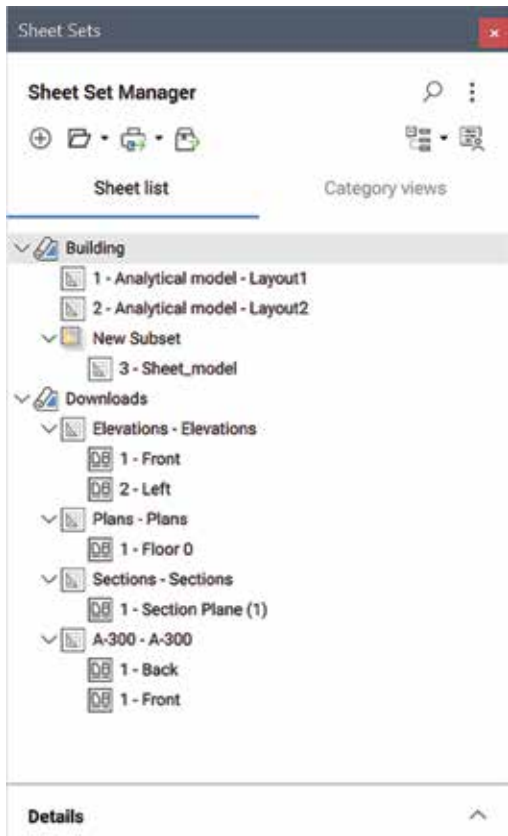 Sheet Sets
Sheet Set Manager
Sheet list Category views
Building
1 - Analytical model - Layout1
2 - Analytical model - Layout2
New Subset
3 - Sheet_model
Downloads
Elevations - Elevations
1 - Front
2 - Left
Plans - Plans
1 - Floor 0
Sections - Sections
1 - Section Plane (1)
A-300 - A-300
1 - Back
1 - Front
Details